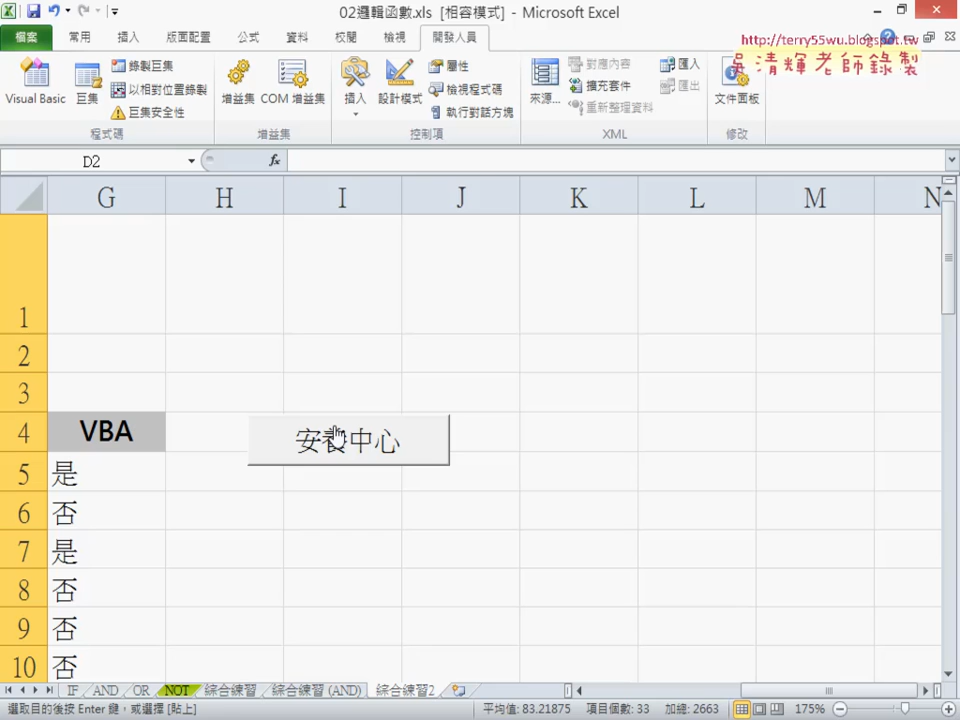 02邏輯函數.xls [相容模式] - Microsoft Excel
http://terry55wu.blogspot.tw
吳清輝老師錄製
檔案 常用 插入 版面配置 公式 資料 校閱 檢視 開發人員
Visual Basic 巨集 錄製巨集 以相對位置錄製 巨集安全性
增益集 COM 增益集
插入 設計模式 屬性 檢視程式碼 執行對話方塊
來源... 對應內容 擴充套件 重新整理資料 匯入 匯出
文件面板
程式碼 增益集 控制項 XML 修改
D2 fx
G H I J K L M N
1
2
3
4 VBA 安養中心
5 是
6 否
7 是
8 否
9 否
10 否
IF AND OR NOT 綜合練習 綜合練習 (AND) 綜合練習2
選取目的後按 Enter 鍵，或選擇 [貼上] 平均值: 83.21875 項目個數: 33 加總: 2663 175%